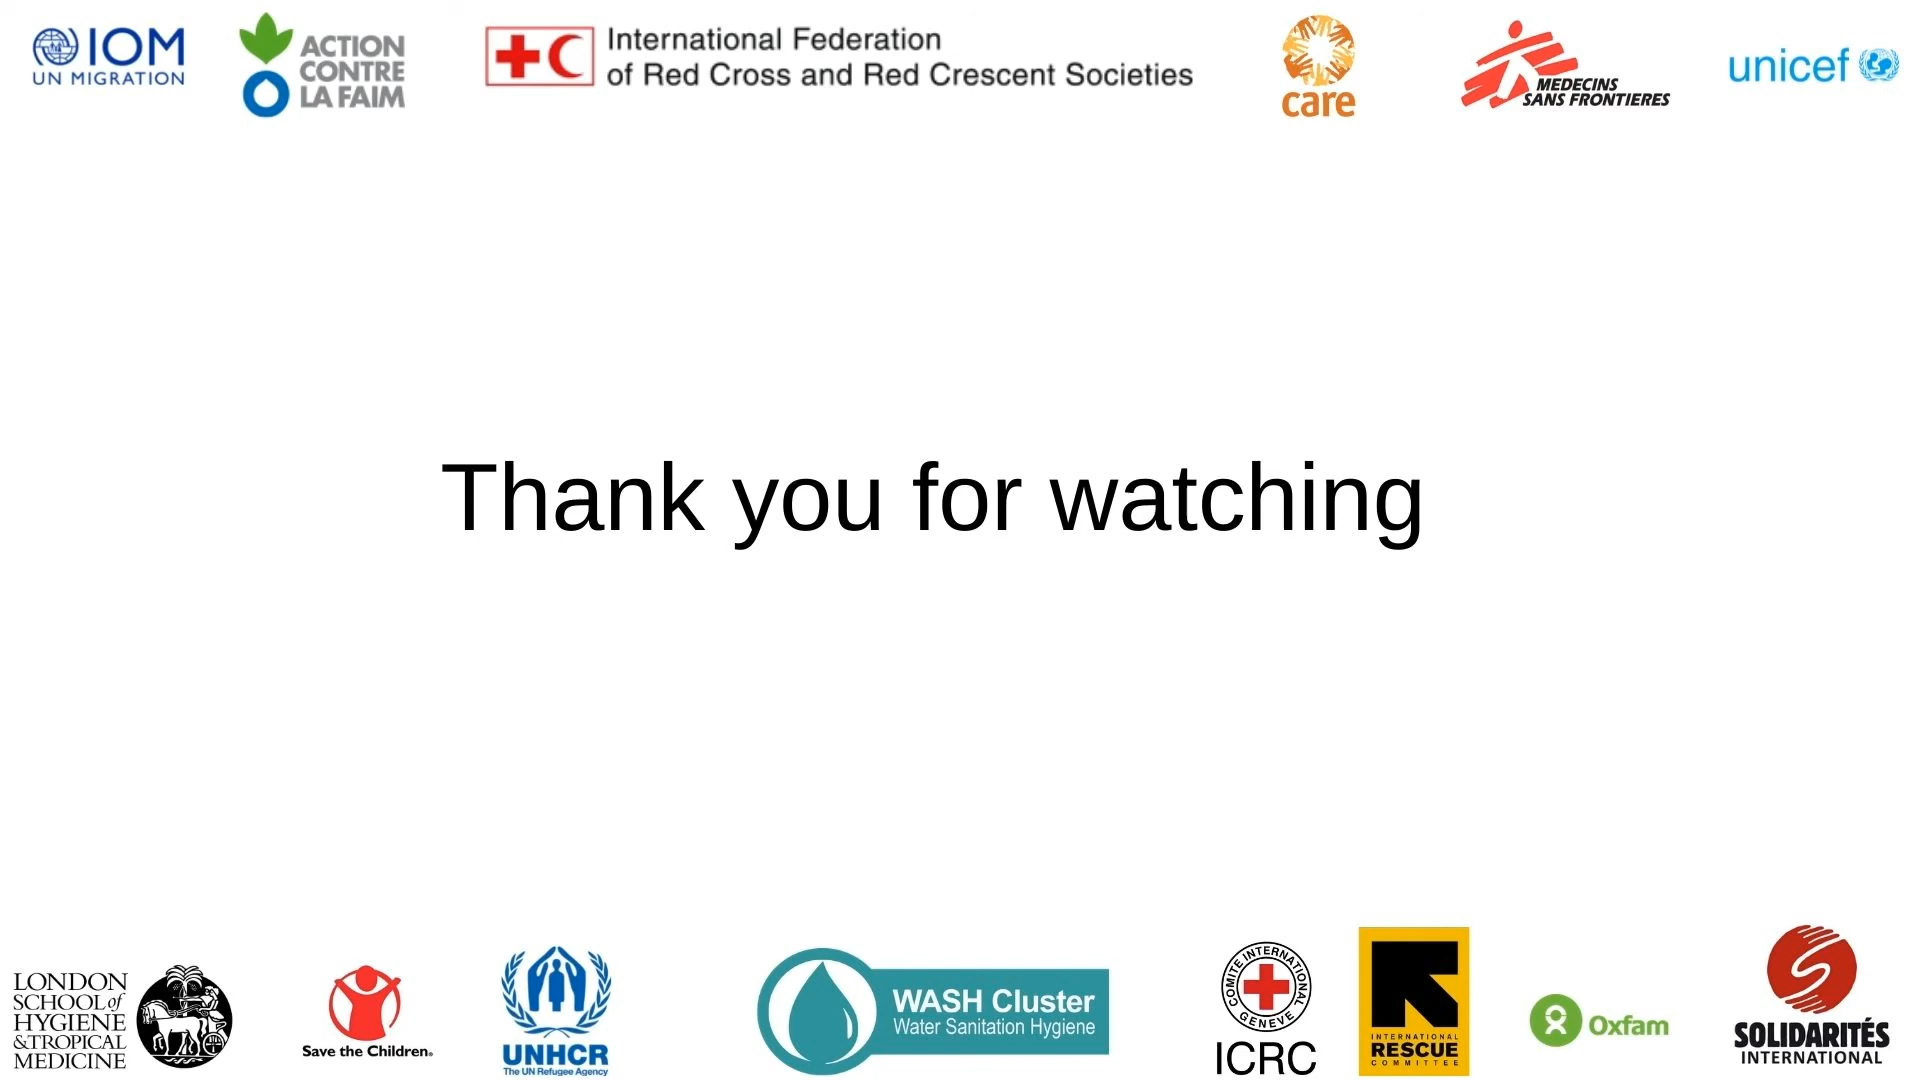 IOM
UN MIGRATION
ACTION
CONTRE
LA FAIM
International Federation
of Red Cross and Red Crescent Societies
care
MEDECINS
SANS FRONTIERES
unicef
Thank you for watching
LONDON
SCHOOL of
HYGIENE
&TROPICAL
MEDICINE
Save the Children®
UNHCR
The UN Refugee Agency
WASH Cluster
Water Sanitation Hygiene
COMITE INTERNATIONAL
GENEVE
ICRC
INTERNATIONAL
RESCUE
COMMITTEE
Oxfam
SOLIDARITÉS
INTERNATIONAL